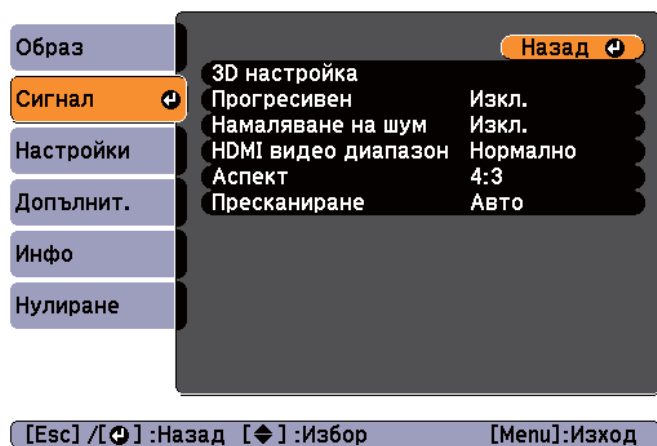 Образ
Сигнал
Настройки
Допълнит.
Инфо
Нулиране
Назад
3D настройка
Прогресивен Изкл.
Намаляване на шум Изкл.
HDMI видео диапазон Нормално
Аспект 4:3
Пресканиране Авто
[Esc] /[⏎] :Назад [◆] :Избор [Menu]:Изход